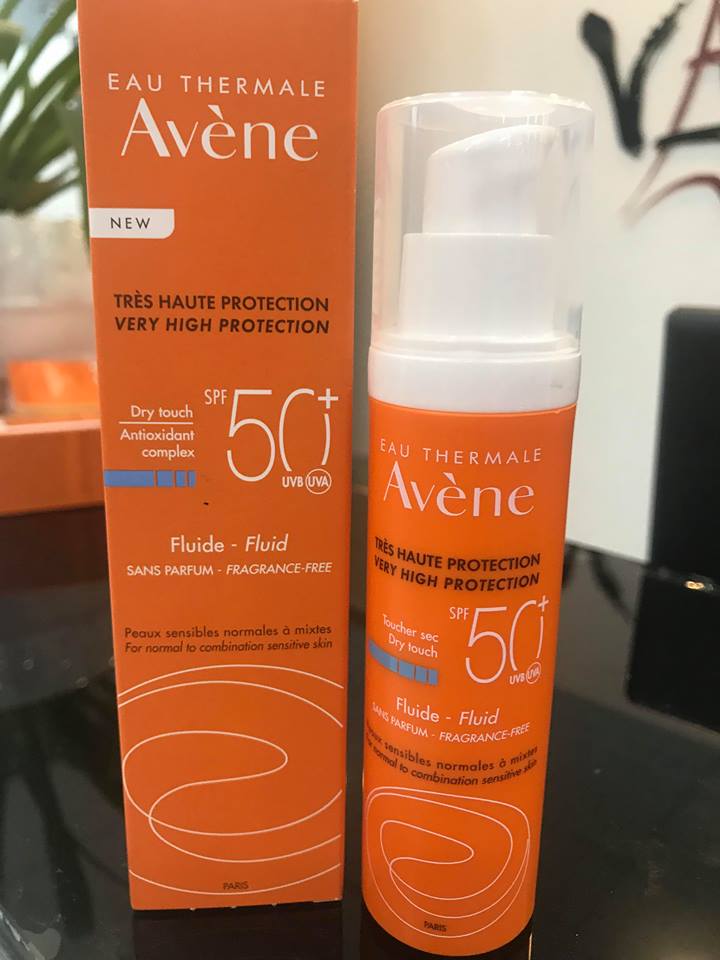 EAU THERMALE
Avène
NEW
TRÈS HAUTE PROTECTION
VERY HIGH PROTECTION
Dry touch
Antioxidant
complex
SPF 50+
UVB UVA
Fluide - Fluid
SANS PARFUM - FRAGRANCE-FREE
Peaux sensibles normales à mixtes
For normal to combination sensitive skin
PARIS
EAU THERMALE
Avène
TRÈS HAUTE PROTECTION
VERY HIGH PROTECTION
Toucher sec
Dry touch
SPF 50+
UVB UVA
Fluide - Fluid
SANS PARFUM - FRAGRANCE-FREE
Peaux sensibles normales à mixtes
For normal to combination sensitive skin
PARIS